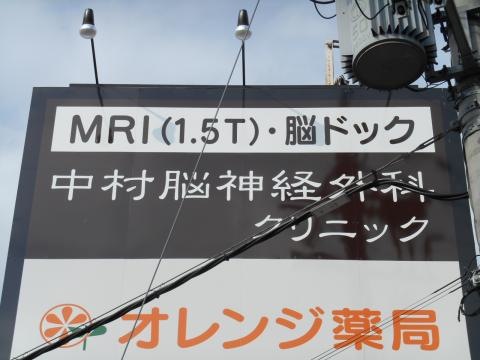 MRI(1.5T)・脳ドック
中村脳神経外科
クリニック
オレンジ薬局